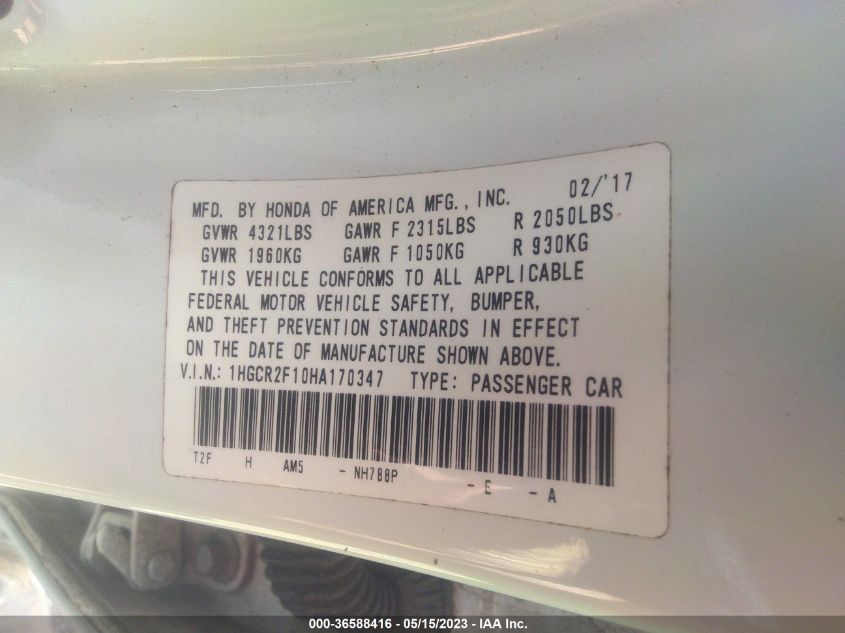 MFD. BY HONDA OF AMERICA MFG., INC. 02/'17
GVWR 4321LBS GAWR F 2315LBS R 2050LBS
GVWR 1960KG GAWR F 1050KG R 930KG
THIS VEHICLE CONFORMS TO ALL APPLICABLE
FEDERAL MOTOR VEHICLE SAFETY, BUMPER,
AND THEFT PREVENTION STANDARDS IN EFFECT
ON THE DATE OF MANUFACTURE SHOWN ABOVE.
V.I.N.: 1HGCR2F10HA170347 TYPE: PASSENGER CAR
T2F H AM5 - NH788P - E - A
000-36588416 - 05/15/2023 - IAA Inc.